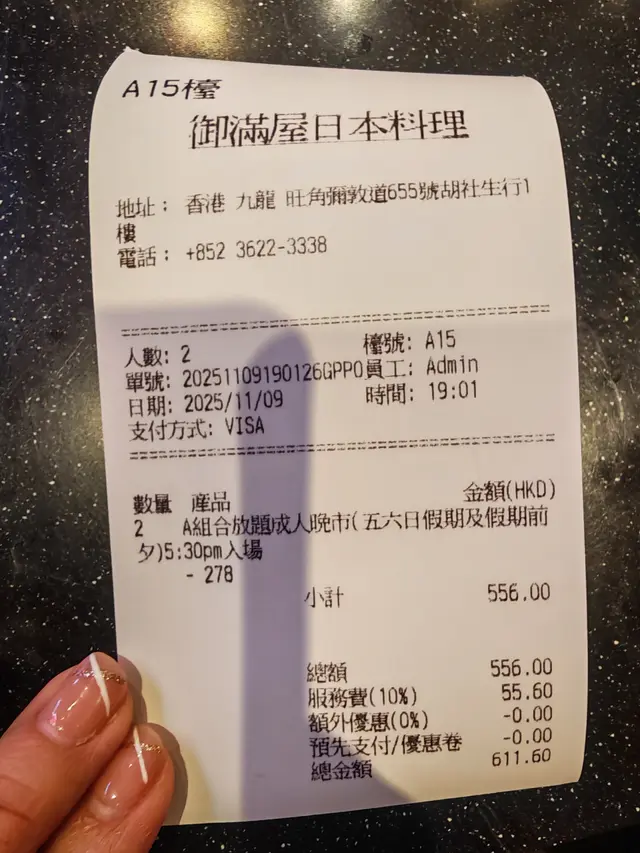 A15檯
御滿屋日本料理
地址： 香港 九龍 旺角彌敦道655號胡社生行1
樓
電話： +852 3622-3338
人數: 2 檯號: A15
單號: 20251109190126GPPO員工: Admin
日期: 2025/11/09 時間: 19:01
支付方式: VISA
數量 産品 金額(HKD)
2 A組合放題成人晚市(五六日假期及假期前
夕)5:30pm入場
- 278
小計 556.00
總額 556.00
服務費(10%) 55.60
額外優惠(0%) -0.00
預先支付/優惠卷 -0.00
總金額 611.60